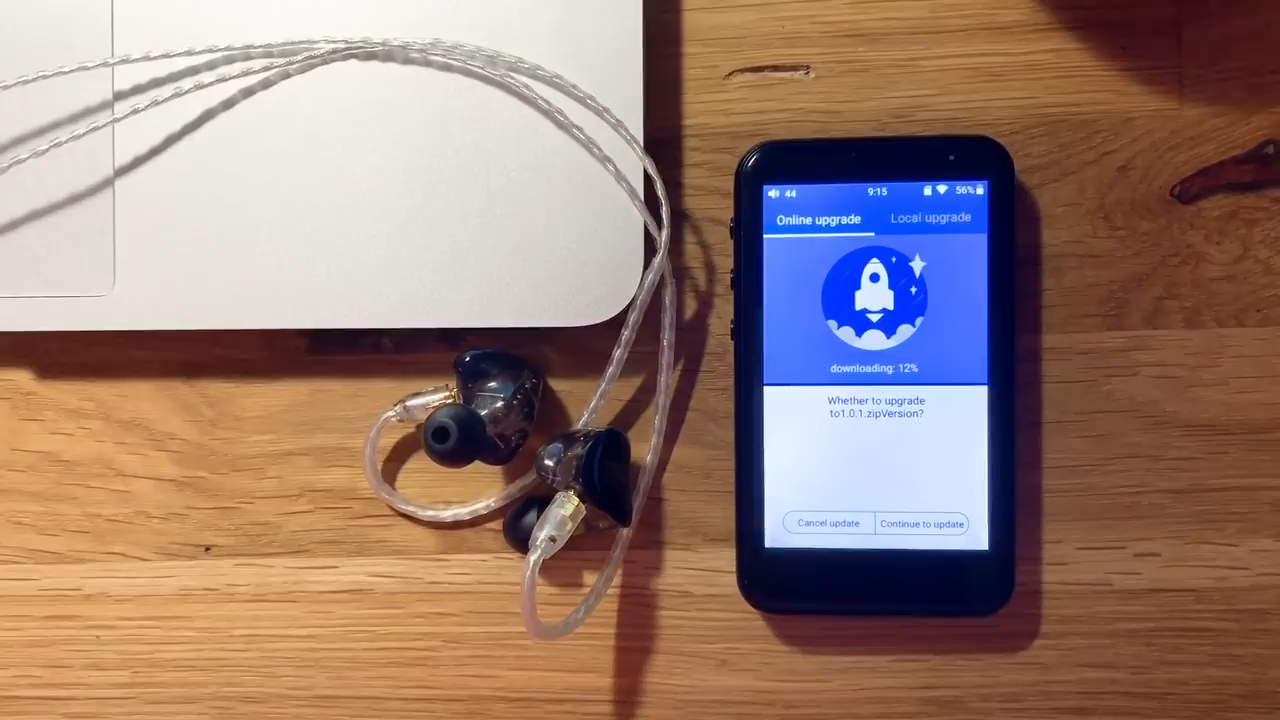 44 9:15 56%
Online upgrade Local upgrade
downloading: 12%
Whether to upgrade
to1.0.1.zipVersion?
Cancel update Continue to update